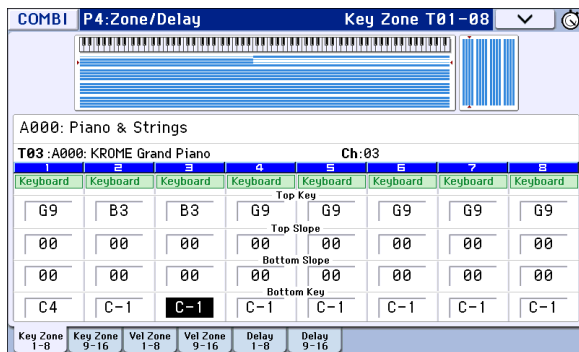 COMBI P4:Zone/Delay Key Zone T01-08
A000: Piano & Strings
T03 :A000: KROME Grand Piano Ch:03
1 2 3 4 5 6 7 8
Keyboard Keyboard Keyboard Keyboard Keyboard Keyboard Keyboard Keyboard
Top Key
G9 B3 B3 G9 G9 G9 G9 G9
Top Slope
00 00 00 00 00 00 00 00
Bottom Slope
00 00 00 00 00 00 00 00
Bottom Key
C4 C-1 C-1 C-1 C-1 C-1 C-1 C-1
Key Zone Key Zone Vel Zone Vel Zone Delay Delay
1-8 9-16 1-8 9-16 1-8 9-16